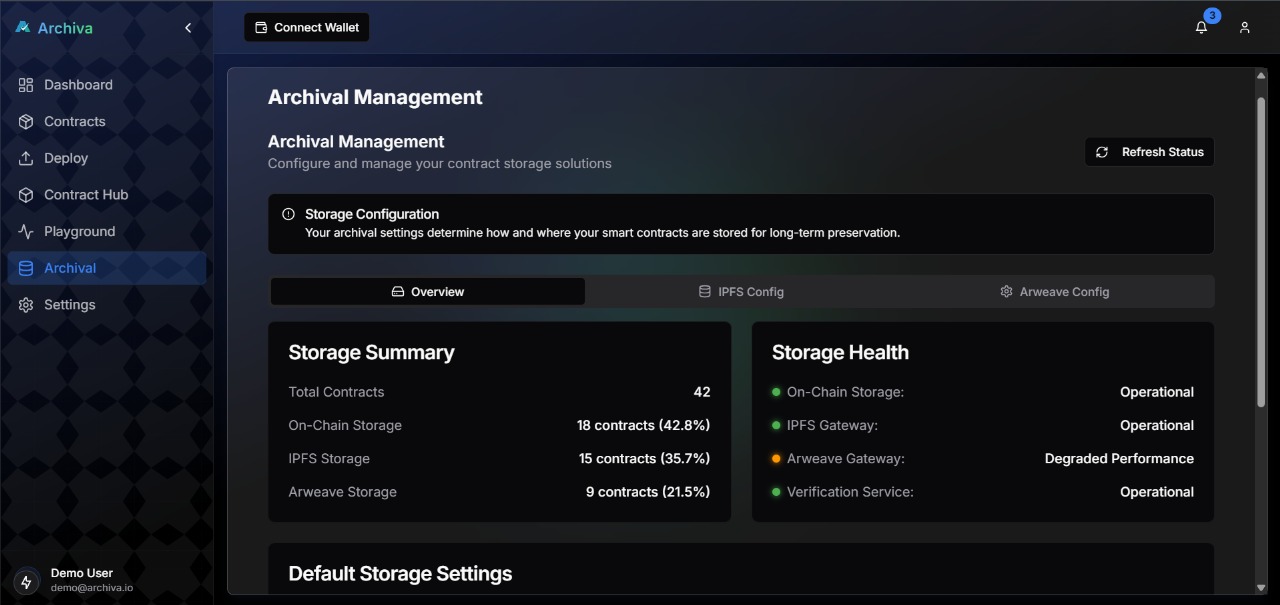 Archiva
Connect Wallet
3
Dashboard
Contracts
Deploy
Contract Hub
Playground
Archival
Settings
Demo User
demo@archiva.io
Archival Management
Archival Management
Configure and manage your contract storage solutions
Refresh Status
Storage Configuration
Your archival settings determine how and where your smart contracts are stored for long-term preservation.
Overview
IPFS Config
Arweave Config
Storage Summary
Total Contracts 42
On-Chain Storage 18 contracts (42.8%)
IPFS Storage 15 contracts (35.7%)
Arweave Storage 9 contracts (21.5%)
Storage Health
On-Chain Storage: Operational
IPFS Gateway: Operational
Arweave Gateway: Degraded Performance
Verification Service: Operational
Default Storage Settings